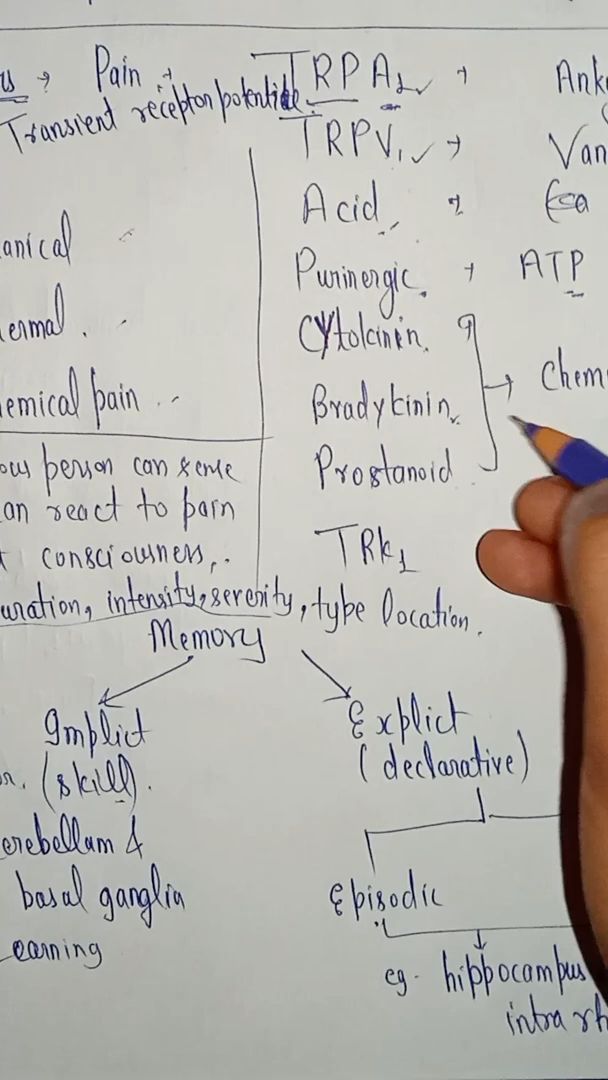 Pain → TRPA1 → Ank
Transient receptor potential
TRPV1 → Van
Acid
anical
Purinergic → ATP
ermal.
Cytokinin
Chem
emical pain
Bradykinin
ous person can sense
Prostanoid
an react to pain
consciousness,
TRK1
uration, intensity, severity, type location.
Memory
Implict
Explict
(skill).
(declarative)
erebellum &
basal ganglia
Episodic
earning
eg. hippocampus
intra rh